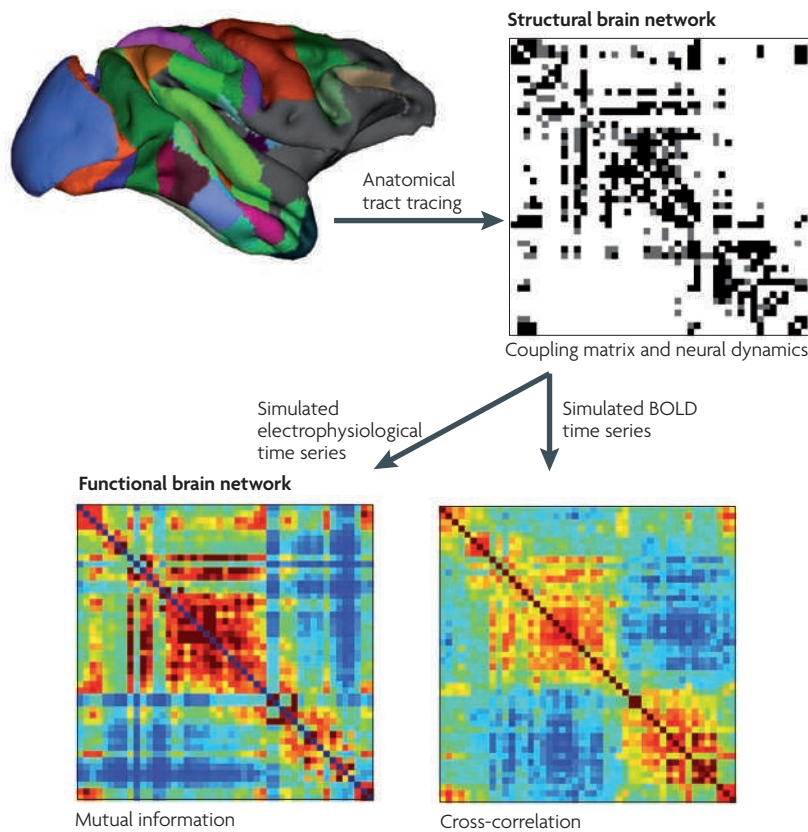 Structural brain network
Anatomical
tract tracing
Coupling matrix and neural dynamics
Simulated
electrophysiological
time series
Simulated BOLD
time series
Functional brain network
Mutual information
Cross-correlation